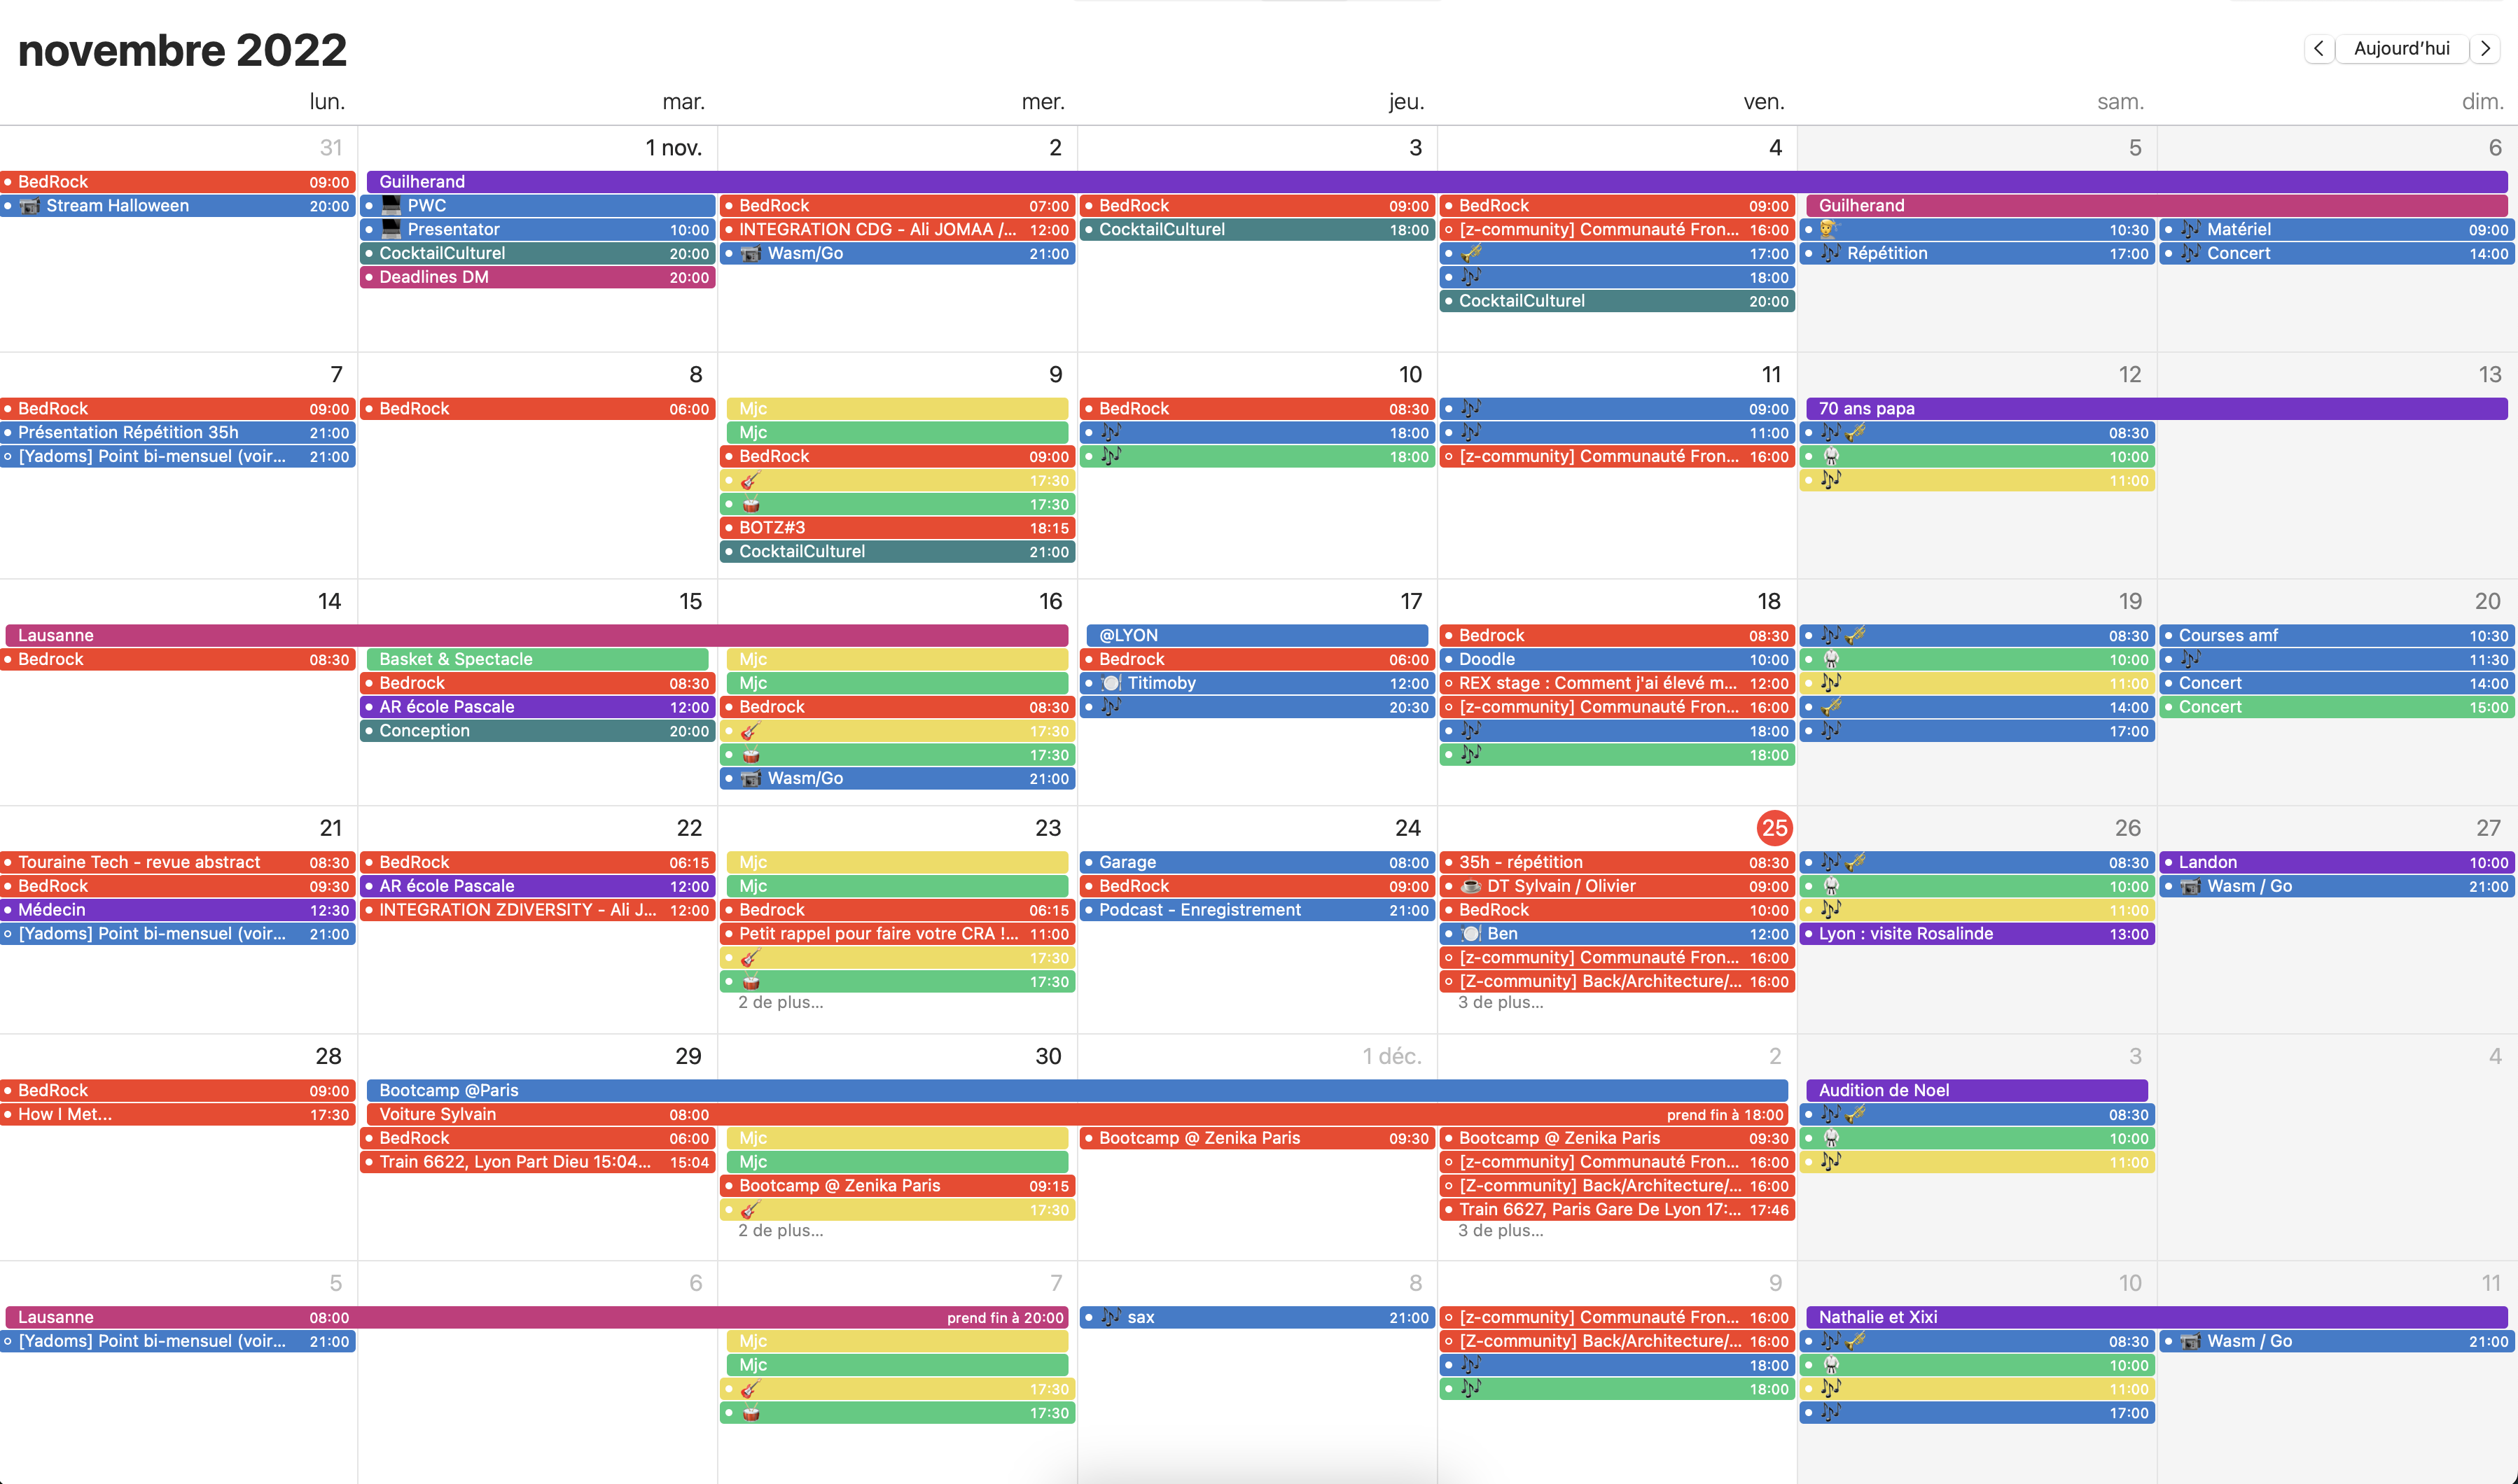 novembre 2022
< Aujourd'hui >
lun. mar. mer. jeu. ven. sam. dim.
31
BedRock 09:00
Stream Halloween 20:00
1 nov.
Guilherand
PWC
Presentator 10:00
CocktailCulturel 20:00
Deadlines DM 20:00
2
BedRock 07:00
INTEGRATION CDG - Ali JOMAA /... 12:00
Wasm/Go 21:00
3
BedRock 09:00
CocktailCulturel 18:00
4
BedRock 09:00
[z-community] Communauté Fron... 16:00
17:00
18:00
CocktailCulturel 20:00
5
Guilherand
10:30
Répétition 17:00
6
Matériel 09:00
Concert 14:00
7
BedRock 09:00
Présentation Répétition 35h 21:00
[Yadoms] Point bi-mensuel (voir... 21:00
8
BedRock 06:00
9
Mjc
Mjc
BedRock 09:00
17:30
17:30
BOTZ#3 18:15
CocktailCulturel 21:00
10
BedRock 08:30
18:00
18:00
11
09:00
11:00
[z-community] Communauté Fron... 16:00
12
70 ans papa
08:30
10:00
11:00
13
14
Lausanne
Bedrock 08:30
15
Basket & Spectacle
Bedrock 08:30
AR école Pascale 12:00
Conception 20:00
16
Mjc
Mjc
Bedrock 08:30
17:30
17:30
Wasm/Go 21:00
17
@LYON
Bedrock 06:00
Titimoby 12:00
20:30
18
Bedrock 08:30
Doodle 10:00
REX stage : Comment j'ai élevé m... 12:00
[z-community] Communauté Fron... 16:00
18:00
18:00
19
08:30
10:00
11:00
14:00
17:00
20
Courses amf 10:30
11:30
Concert 14:00
Concert 15:00
21
Touraine Tech - revue abstract 08:30
BedRock 09:30
Médecin 12:30
[Yadoms] Point bi-mensuel (voir... 21:00
22
BedRock 06:15
AR école Pascale 12:00
INTEGRATION ZDIVERSITY - Ali J... 12:00
23
Mjc
Mjc
Bedrock 06:15
Petit rappel pour faire votre CRA !... 11:00
17:30
17:30
2 de plus...
24
Garage 08:00
BedRock 09:00
Podcast - Enregistrement 21:00
25
35h - répétition 08:30
DT Sylvain / Olivier 09:00
BedRock 10:00
Ben 12:00
[z-community] Communauté Fron... 16:00
[Z-community] Back/Architecture/... 16:00
3 de plus...
26
08:30
10:00
11:00
Lyon : visite Rosalinde 13:00
27
Landon 10:00
Wasm / Go 21:00
28
BedRock 09:00
How I Met... 17:30
29
Bootcamp @Paris
Voiture Sylvain 08:00 prend fin à 18:00
BedRock 06:00
Train 6622, Lyon Part Dieu 15:04... 15:04
30
Mjc
Mjc
Bootcamp @ Zenika Paris 09:15
17:30
2 de plus...
1 déc.
Bootcamp @ Zenika Paris 09:30
2
Bootcamp @ Zenika Paris 09:30
[z-community] Communauté Fron... 16:00
[Z-community] Back/Architecture/... 16:00
Train 6627, Paris Gare De Lyon 17:... 17:46
3 de plus...
3
Audition de Noel
08:30
10:00
11:00
4
5
Lausanne 08:00 prend fin à 20:00
[Yadoms] Point bi-mensuel (voir... 21:00
6
7
Mjc
Mjc
17:30
17:30
8
sax 21:00
9
[z-community] Communauté Fron... 16:00
[Z-community] Back/Architecture/... 16:00
18:00
18:00
10
Nathalie et Xixi
08:30
10:00
11:00
17:00
11
Wasm / Go 21:00